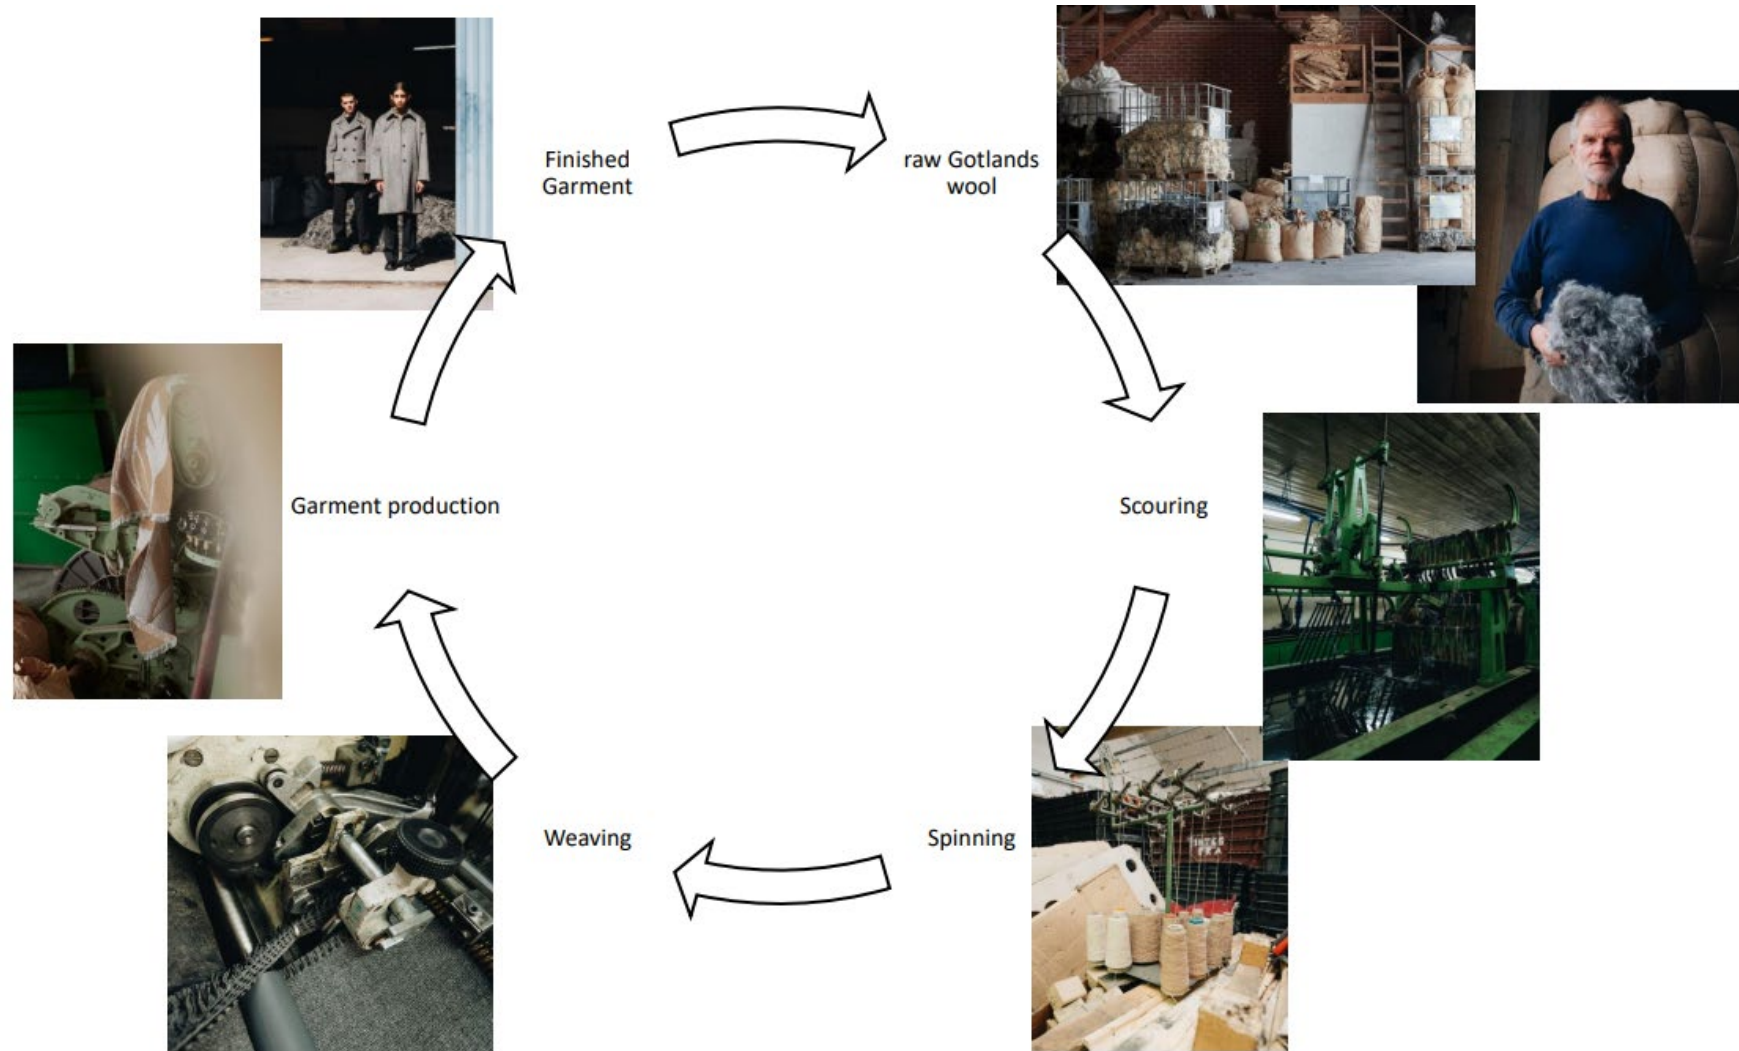 Finished
Garment
raw Gotlands
wool
Scouring
Spinning
Weaving
Garment production